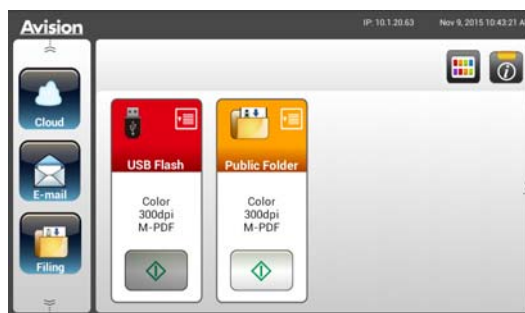 Avision
IP: 10.1.20.63
Nov 9, 2015 10:43:21 A
Cloud
E-mail
Filing
USB Flash
Color
300dpi
M-PDF
Public Folder
Color
300dpi
M-PDF